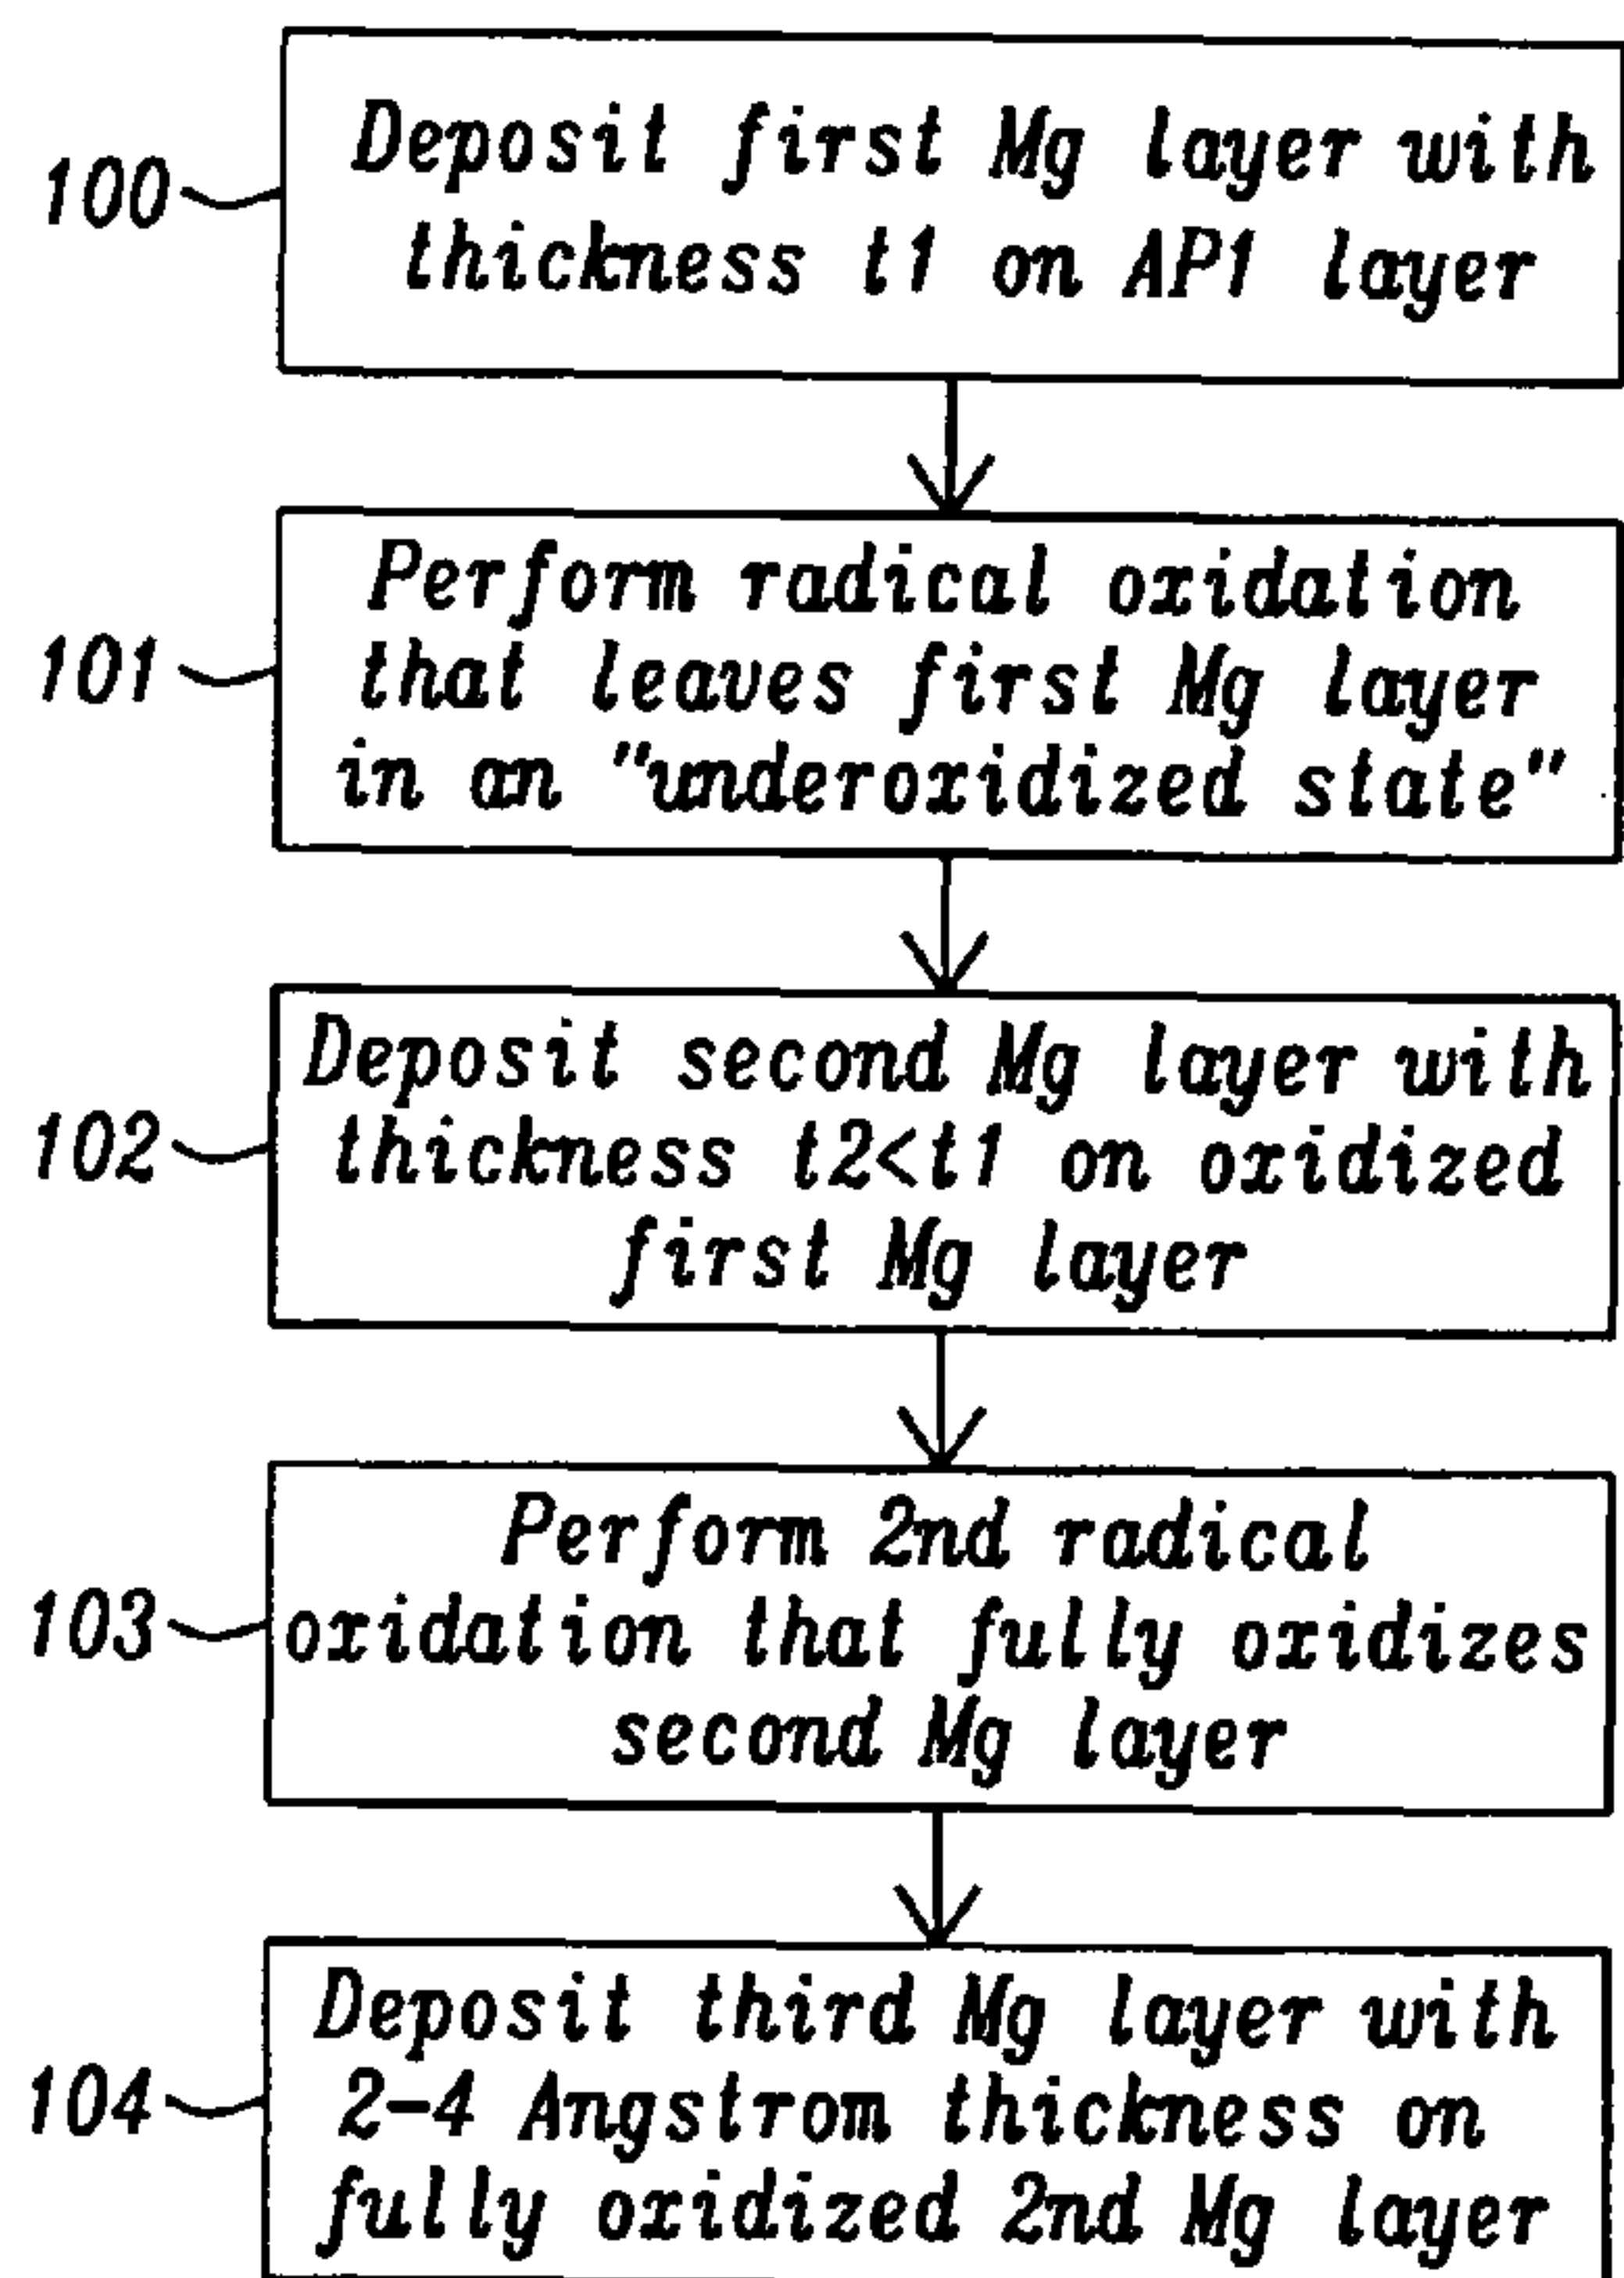 100
Deposit first Mg layer with
thickness t1 on AP1 layer
101
Perform radical oxidation
that leaves first Mg layer
in an "underoxidized state"
102
Deposit second Mg layer with
thickness t2<t1 on oxidized
first Mg layer
103
Perform 2nd radical
oxidation that fully oxidizes
second Mg layer
104
Deposit third Mg layer with
2-4 Angstrom thickness on
fully oxidized 2nd Mg layer